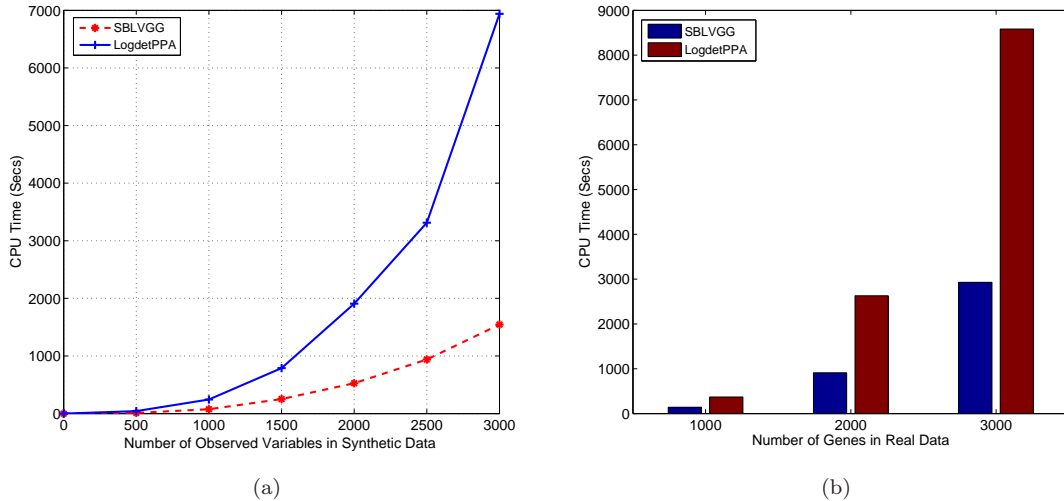 7000
6000
5000
4000
3000
2000
1000
0
CPU Time (Secs)
SBLVGG
LogdetPPA
0 500 1000 1500 2000 2500 3000
Number of Observed Variables in Synthetic Data
(a)
9000
8000
7000
6000
5000
4000
3000
2000
1000
0
CPU Time (Secs)
SBLVGG
LogdetPPA
1000 2000 3000
Number of Genes in Real Data
(b)